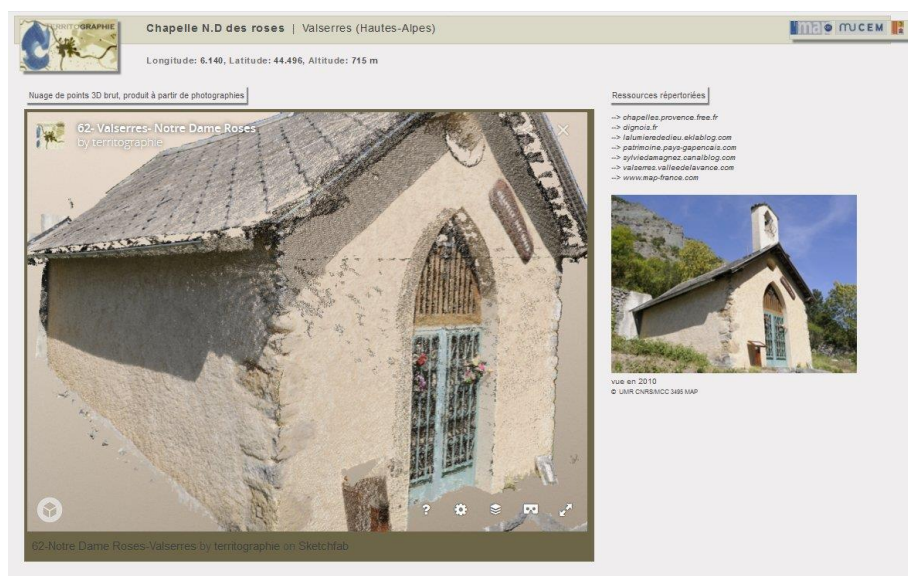 TERRITOGRAPHIE
Chapelle N.D des roses | Valserres (Hautes-Alpes)
map MUCEM
Longitude: 6.140, Latitude: 44.496, Altitude: 715 m
Nuage de points 3D brut, produit à partir de photographies
62- Valserres- Notre Dame Roses
by territographie
62-Notre Dame Roses-Valserres by territographie on Sketchfab
Ressources répertoriées
--> chapelles.provence.free.fr
--> dignois.fr
--> lalumierededieu.eklablog.com
--> patrimoine.pays-gapencais.com
--> sylviedamagnez.canalblog.com
--> valserres.valleedelavance.com
--> www.map-france.com
vue en 2010
© UMR CNRS/MCC 3495 MAP